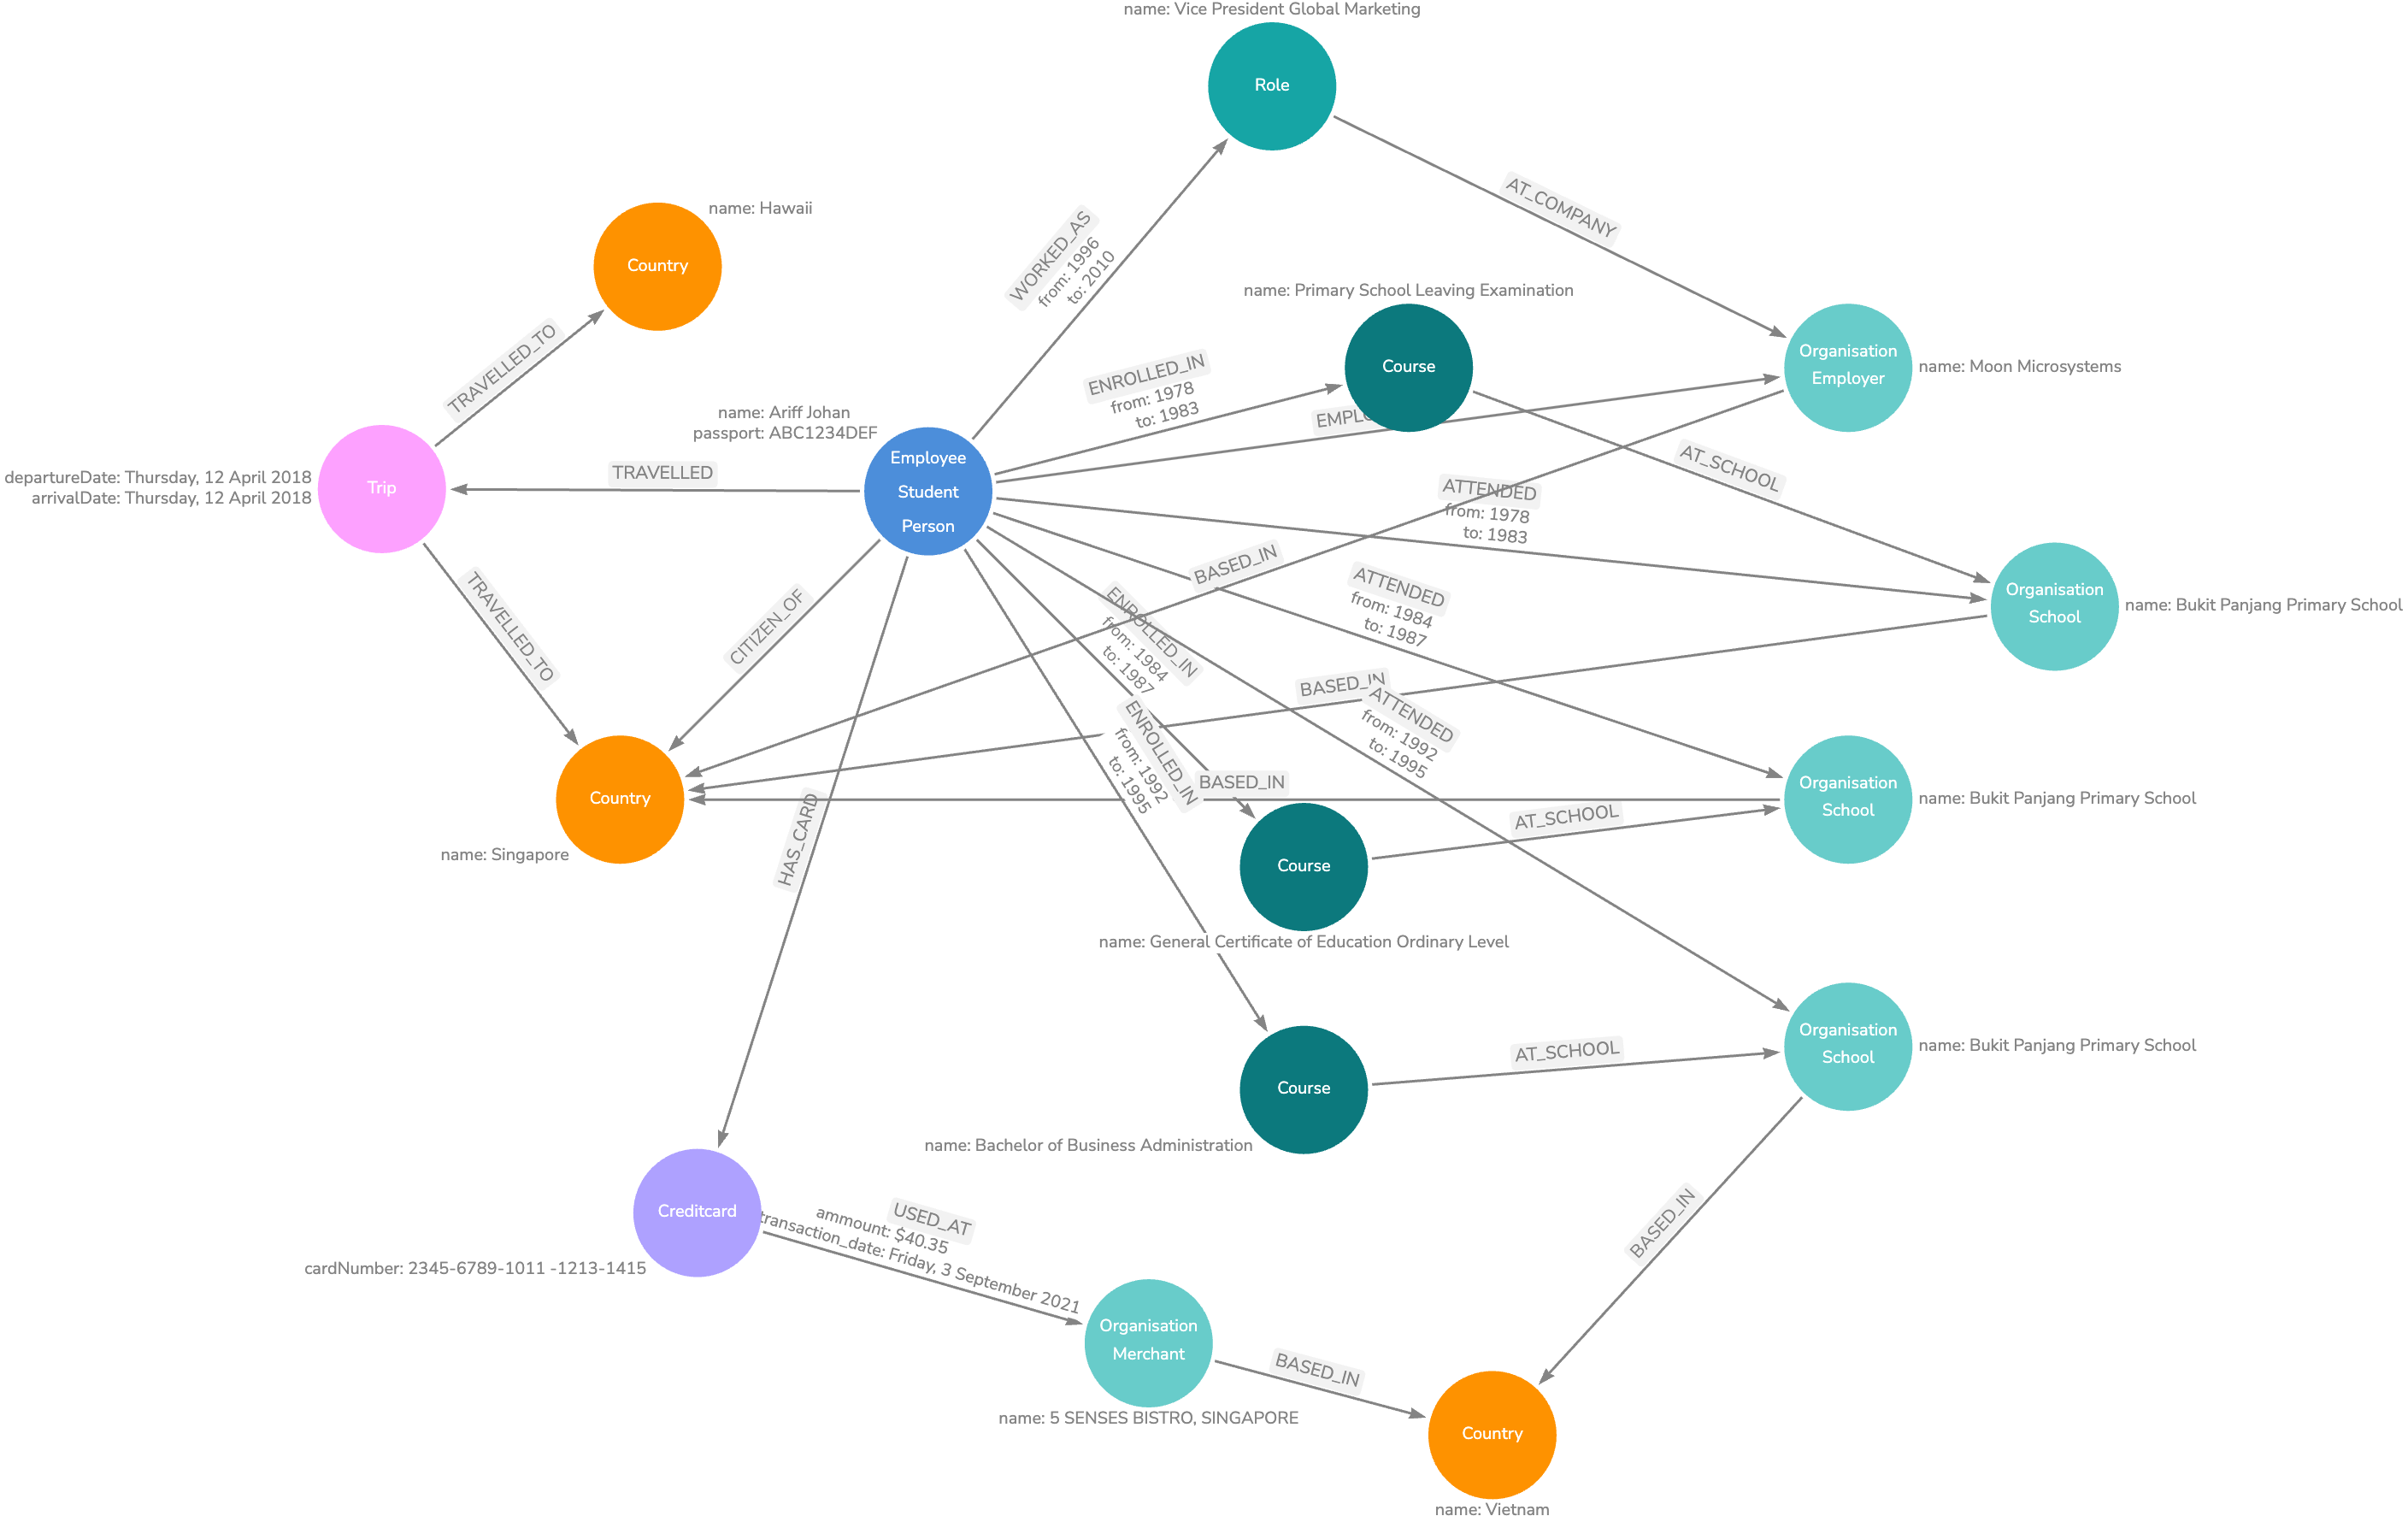 name: Vice President Global Marketing
Role
AT_COMPANY
name: Hawaii
Country
WORKED_AS
from: 1996
to: 2010
name: Primary School Leaving Examination
Course
Organisation
Employer
name: Moon Microsystems
TRAVELLED_TO
ENROLLED_IN
from: 1978
to: 1983
name: Ariff Johan
passport: ABC1234DEF
Employee
Student
Person
AT_SCHOOL
departureDate: Thursday, 12 April 2018
arrivalDate: Thursday, 12 April 2018
Trip
TRAVELLED
ATTENDED
from: 1978
to: 1983
BASED_IN
Organisation
School
name: Bukit Panjang Primary School
TRAVELLED_TO
CITIZEN_OF
ENROLLED_IN
from: 1984
to: 1987
ATTENDED
from: 1984
to: 1987
BASED_IN
ATTENDED
from: 1992
to: 1995
ENROLLED_IN
from: 1992
to: 1995
BASED_IN
Country
name: Singapore
HAS_CARD
AT_SCHOOL
Organisation
School
name: Bukit Panjang Primary School
Course
name: General Certificate of Education Ordinary Level
AT_SCHOOL
Organisation
School
name: Bukit Panjang Primary School
Course
name: Bachelor of Business Administration
Creditcard
cardNumber: 2345-6789-1011 -1213-1415
USED_AT
ammount: $40.35
transaction_date: Friday, 3 September 2021
BASED_IN
Organisation
Merchant
name: 5 SENSES BISTRO, SINGAPORE
BASED_IN
Country
name: Vietnam